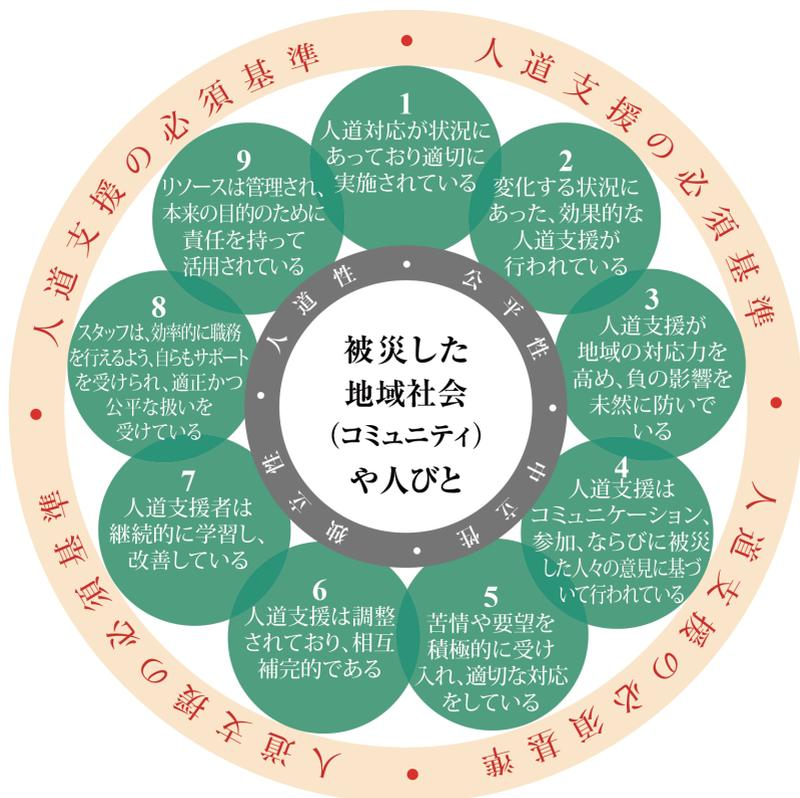 人道支援の必須基準
人道支援の必須基準
人道支援の必須基準
人道支援の必須基準
1
人道対応が状況に
あっており適切に
実施されている
2
変化する状況に
あった、効果的な
人道支援が
行われている
3
人道支援が
地域の対応力を
高め、負の影響を
未然に防いで
いる
4
人道支援は
コミュニケーション、
参加、ならびに被災
した人々の意見に基づ
いて行われている
5
苦情や要望を
積極的に受け
入れ、適切な対応
をしている
6
人道支援は調整
されており、相互
補完的である
7
人道支援者は
継続的に学習し、
改善している
8
スタッフは、効率的に職務
を行えるよう、自らもサポート
を受けられ、適正かつ
公平な扱いを
受けている
9
リソースは管理され、
本来の目的のために
責任を持って
活用されている
人道性
公平性
中立性
独立性
被災した
地域社会
（コミュニティ）
や人びと